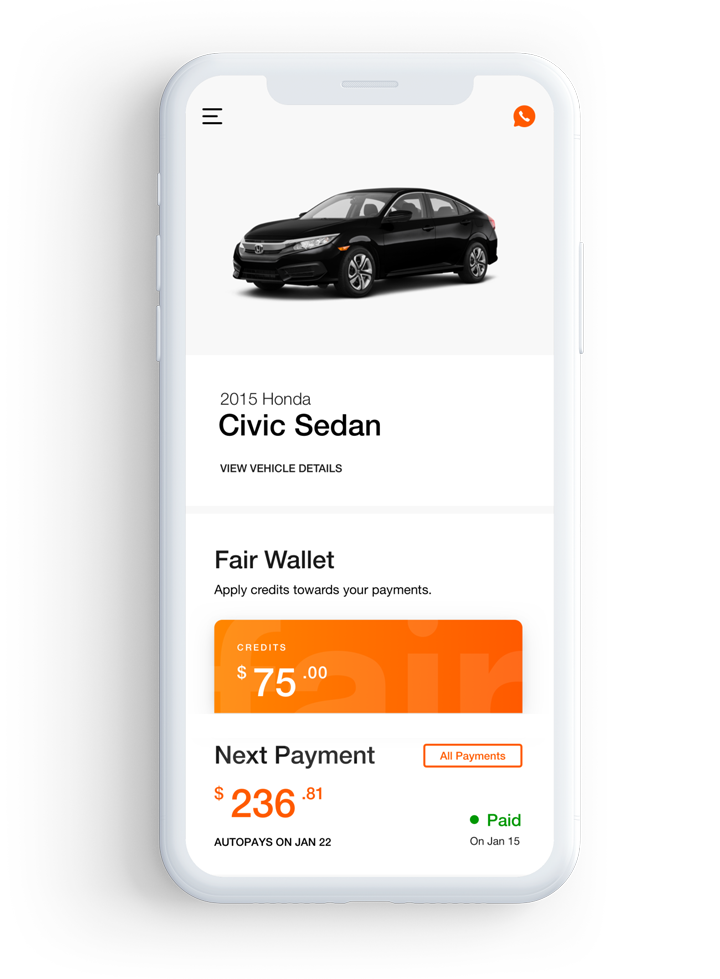 2015 Honda
Civic Sedan
VIEW VEHICLE DETAILS
Fair Wallet
Apply credits towards your payments.
fair
CREDITS
$ 75 .00
Next Payment
All Payments
$ 236 .81
Paid
AUTOPAYS ON JAN 22
On Jan 15